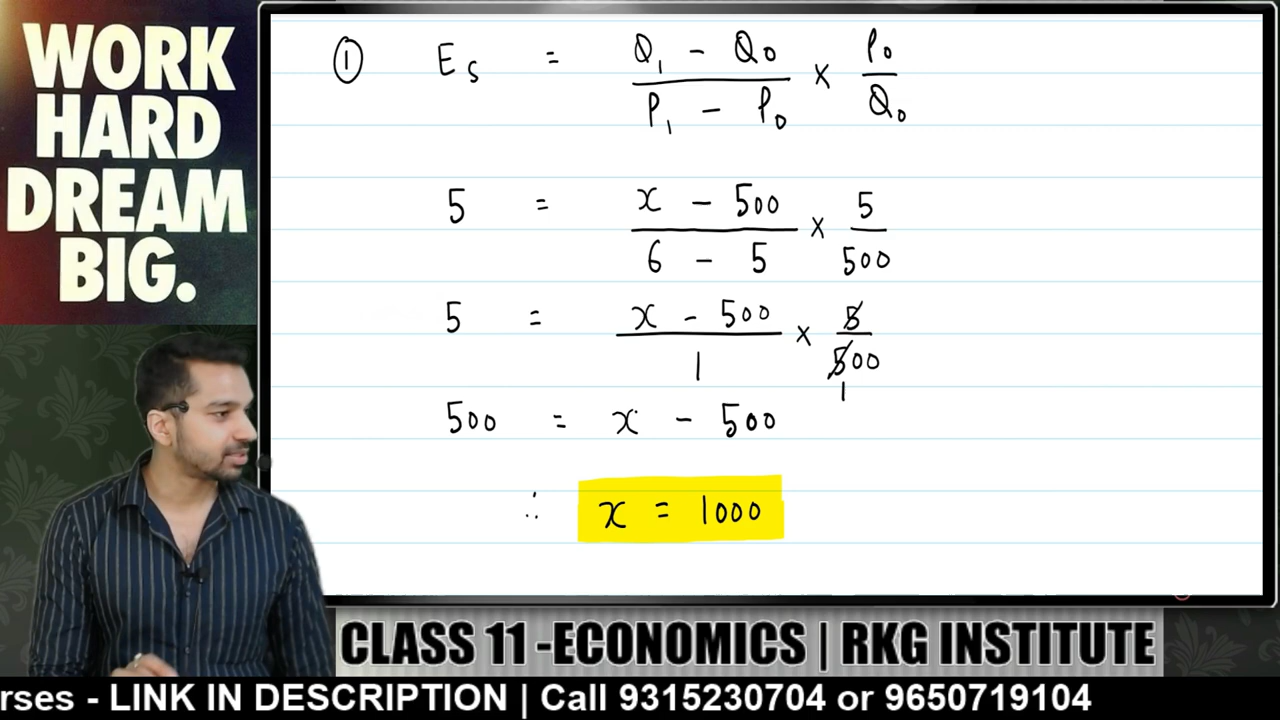 WORK
HARD
DREAM
BIG.
① E_S = (Q₁ - Q₀)/(P₁ - P₀) × P₀/Q₀
5 = (x - 500)/(6 - 5) × 5/500
5 = (x - 500)/1 × 5/500
1
500 = x - 500
∴ x = 1000
CLASS 11 -ECONOMICS | RKG INSTITUTE
rses - LINK IN DESCRIPTION | Call 9315230704 or 9650719104